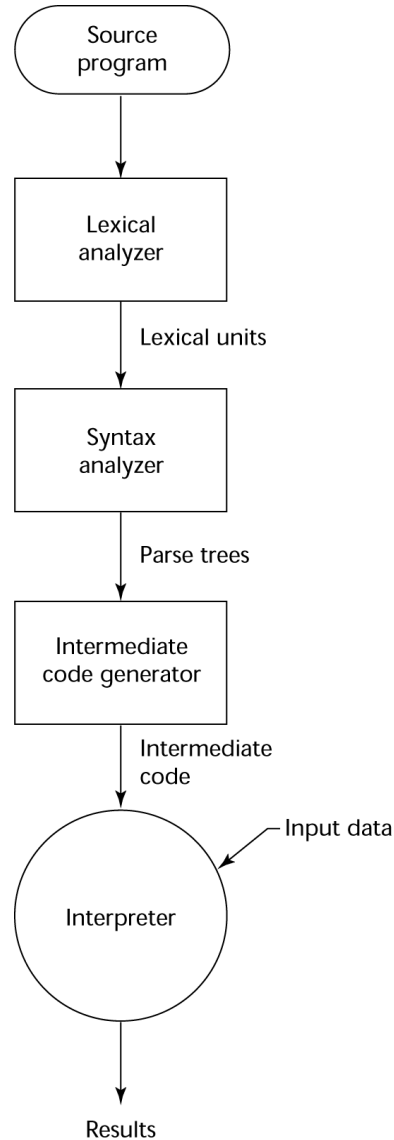 Source
program
Lexical
analyzer
Lexical units
Syntax
analyzer
Parse trees
Intermediate
code generator
Intermediate
code
Input data
Interpreter
Results